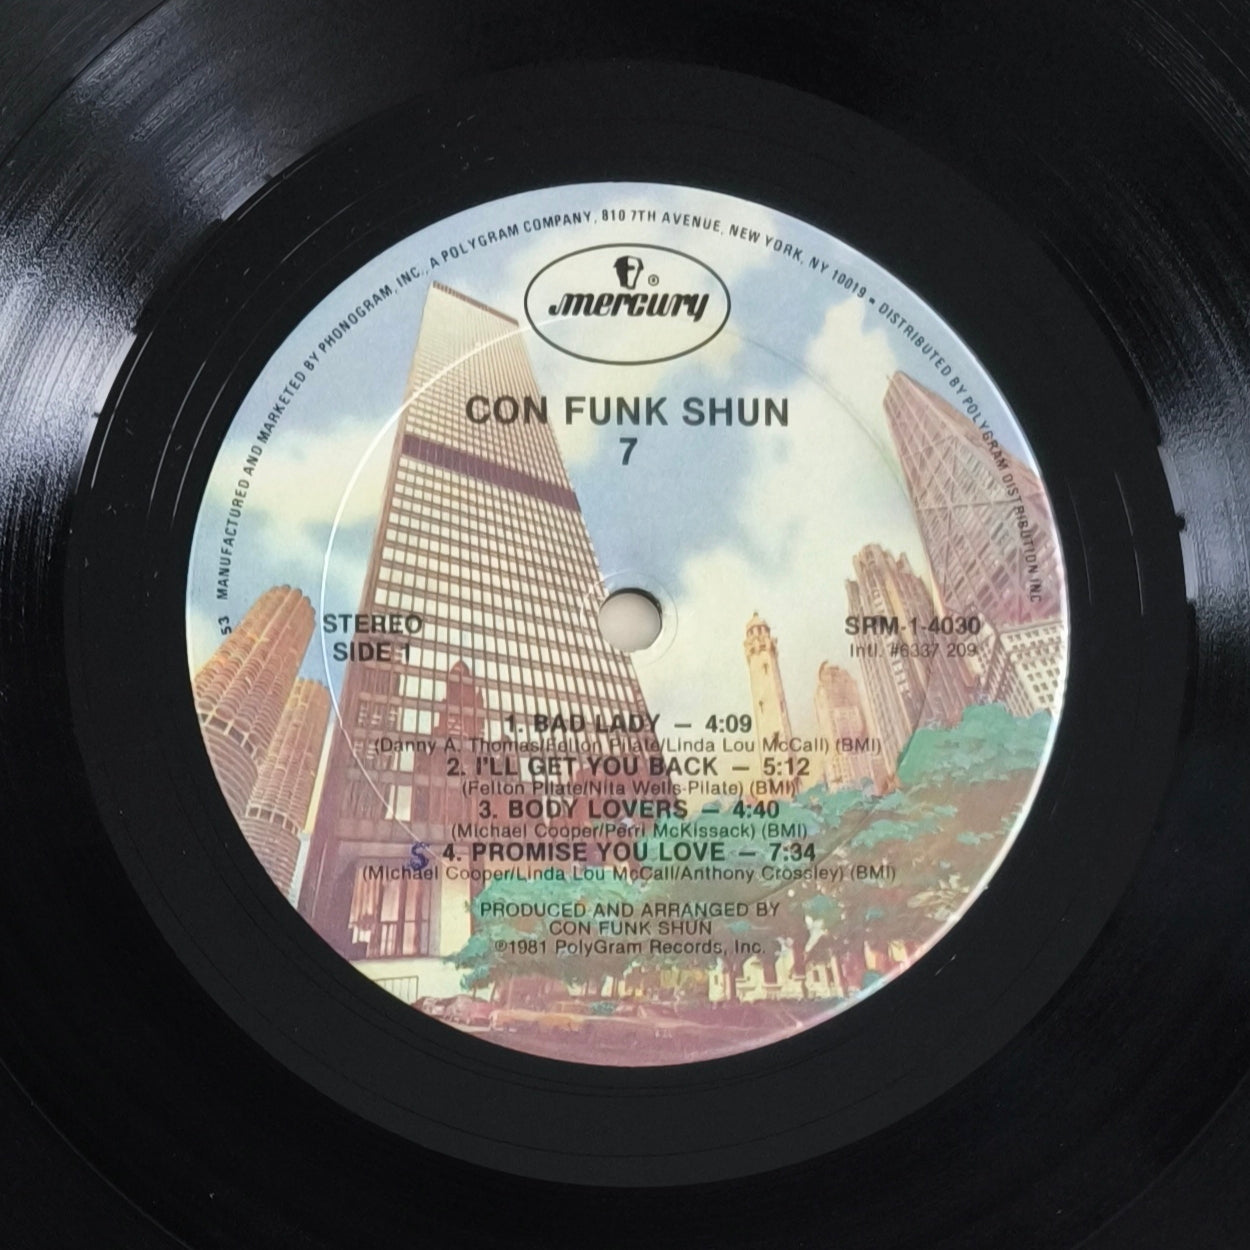 MANUFACTURED AND MARKETED BY PHONOGRAM, INC., A POLYGRAM COMPANY, 810 7TH AVENUE, NEW YORK, NY 10019 • DISTRIBUTED BY POLYGRAM DISTRIBUTION INC
mercury®
CON FUNK SHUN
7
53
STEREO
SIDE 1
SRM-1-4030
Intl. #6337 209
1. BAD LADY — 4:09
(Danny A. Thomas/Felton Pilate/Linda Lou McCall) (BMI)
2. I'LL GET YOU BACK — 5:12
(Felton Pilate/Nita Wells-Pilate) (BMI)
3. BODY LOVERS — 4:40
(Michael Cooper/Perri McKissack) (BMI)
S 4. PROMISE YOU LOVE — 7:34
(Michael Cooper/Linda Lou McCall/Anthony Crossley) (BMI)
PRODUCED AND ARRANGED BY
CON FUNK SHUN
℗1981 PolyGram Records, Inc.